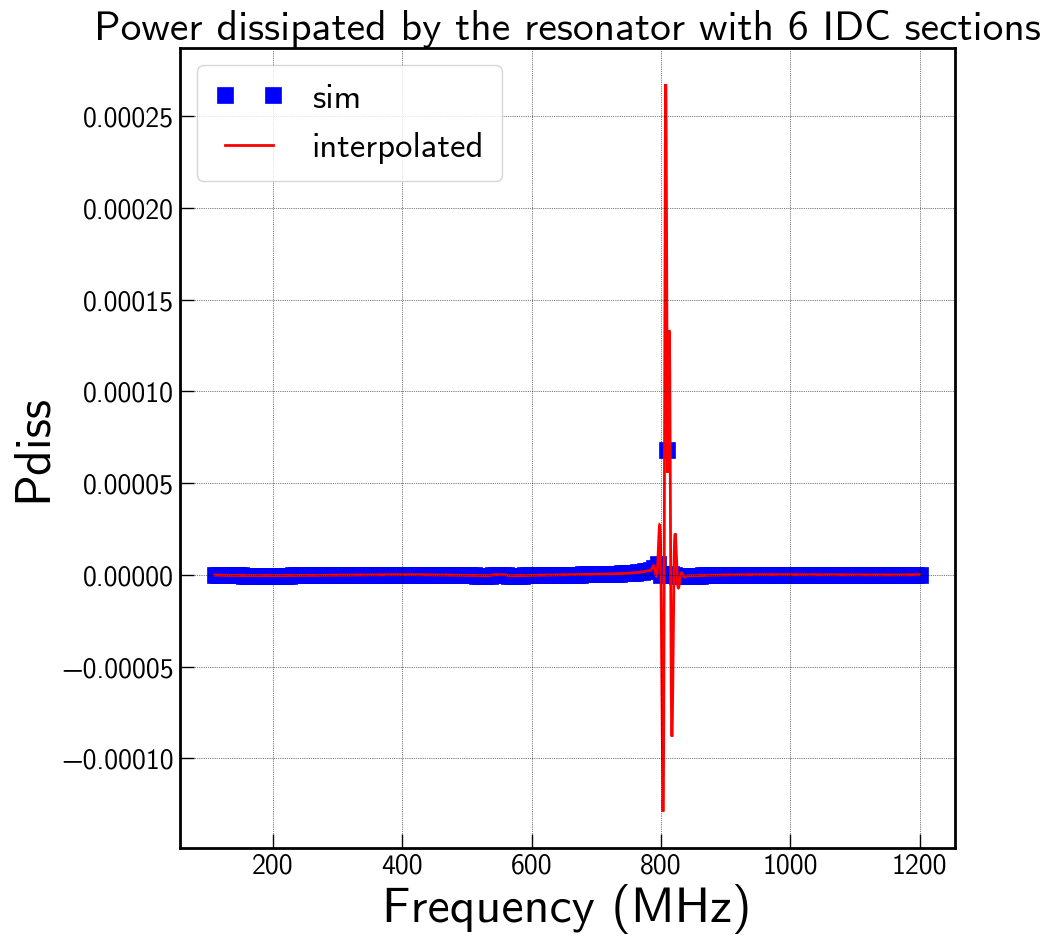 Power dissipated by the resonator with 6 IDC sections
sim
interpolated
0.00025
0.00020
0.00015
0.00010
0.00005
0.00000
−0.00005
−0.00010
Pdiss
200 400 600 800 1000 1200
Frequency (MHz)